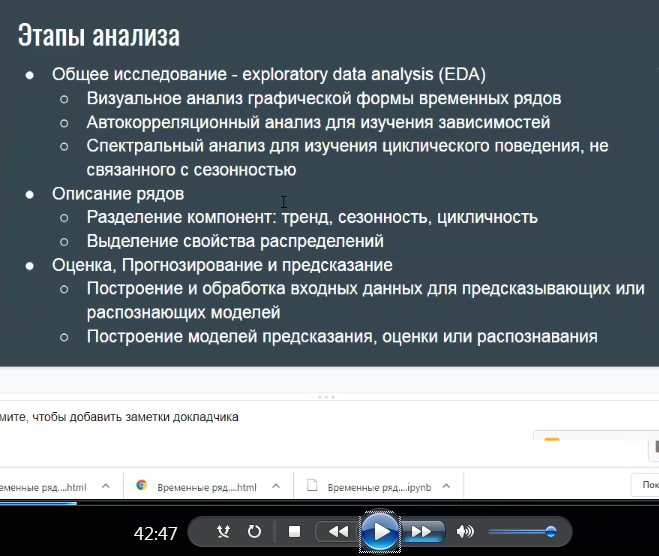 Этапы анализа
● Общее исследование - exploratory data analysis (EDA)
○ Визуальное анализ графической формы временных рядов
○ Автокорреляционный анализ для изучения зависимостей
○ Спектральный анализ для изучения циклического поведения, не
связанного с сезонностью
● Описание рядов
○ Разделение компонент: тренд, сезонность, цикличность
○ Выделение свойства распределений
● Оценка, Прогнозирование и предсказание
○ Построение и обработка входных данных для предсказывающих или
распознающих моделей
○ Построение моделей предсказания, оценки или распознавания
мите, чтобы добавить заметки докладчика
еменные ряд....html
Временные ряд....html
Временные ряд....ipynb
Пок
42:47